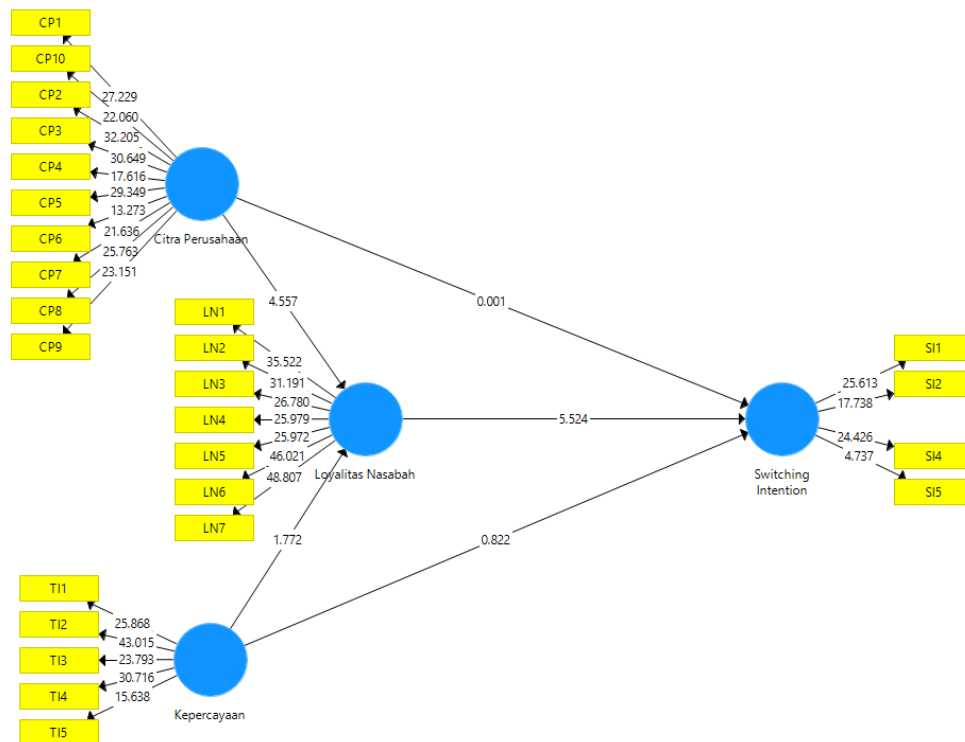 CP1
CP10
CP2
CP3
CP4
CP5
CP6
CP7
CP8
CP9
27.229
22.060
32.205
30.649
17.616
29.349
13.273
21.636
25.763
23.151
Citra Perusahaan
4.557
0.001
LN1
LN2
LN3
LN4
LN5
LN6
LN7
35.522
31.191
26.780
25.979
25.972
46.021
48.807
Loyalitas Nasabah
5.524
1.772
0.822
SI1
SI2
SI4
SI5
25.613
17.738
24.426
4.737
Switching
Intention
TI1
TI2
TI3
TI4
TI5
25.868
43.015
23.793
30.716
15.638
Kepercayaan